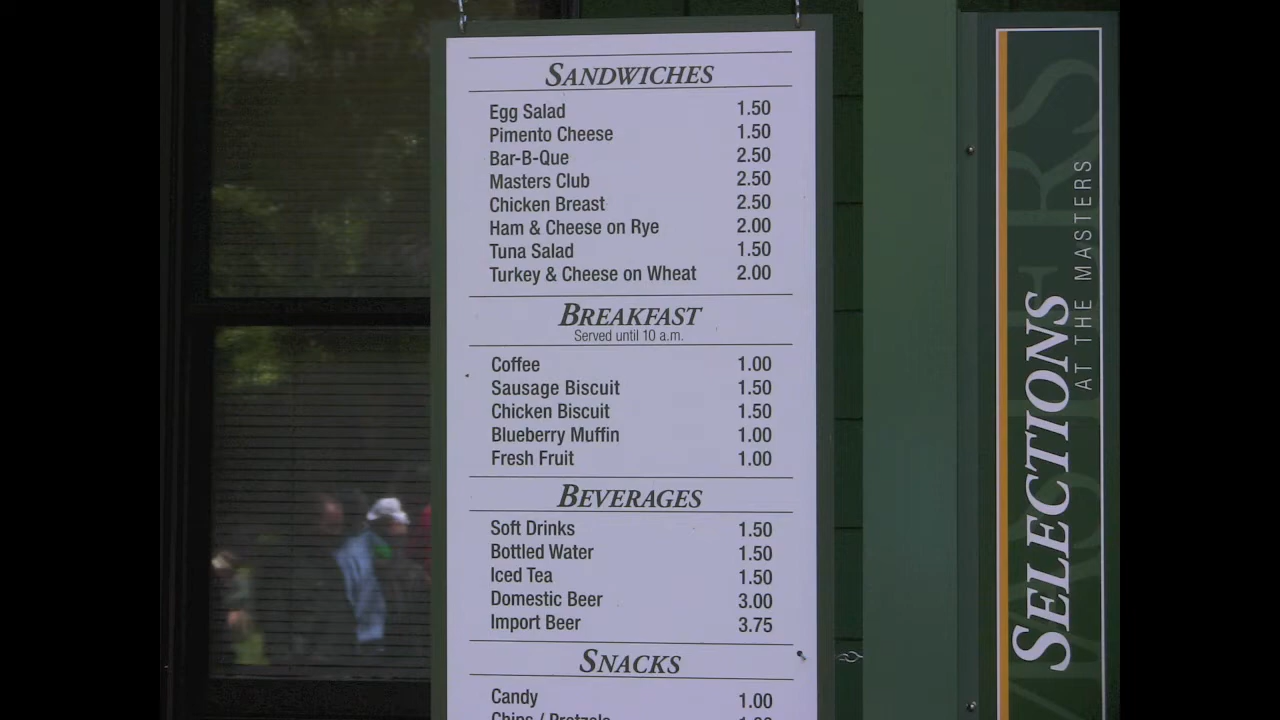 SANDWICHES
Egg Salad 1.50
Pimento Cheese 1.50
Bar-B-Que 2.50
Masters Club 2.50
Chicken Breast 2.50
Ham & Cheese on Rye 2.00
Tuna Salad 1.50
Turkey & Cheese on Wheat 2.00
BREAKFAST
Served until 10 a.m.
Coffee 1.00
Sausage Biscuit 1.50
Chicken Biscuit 1.50
Blueberry Muffin 1.00
Fresh Fruit 1.00
BEVERAGES
Soft Drinks 1.50
Bottled Water 1.50
Iced Tea 1.50
Domestic Beer 3.00
Import Beer 3.75
SNACKS
Candy 1.00
Chips / Pretzels
SELECTIONS
AT THE MASTERS